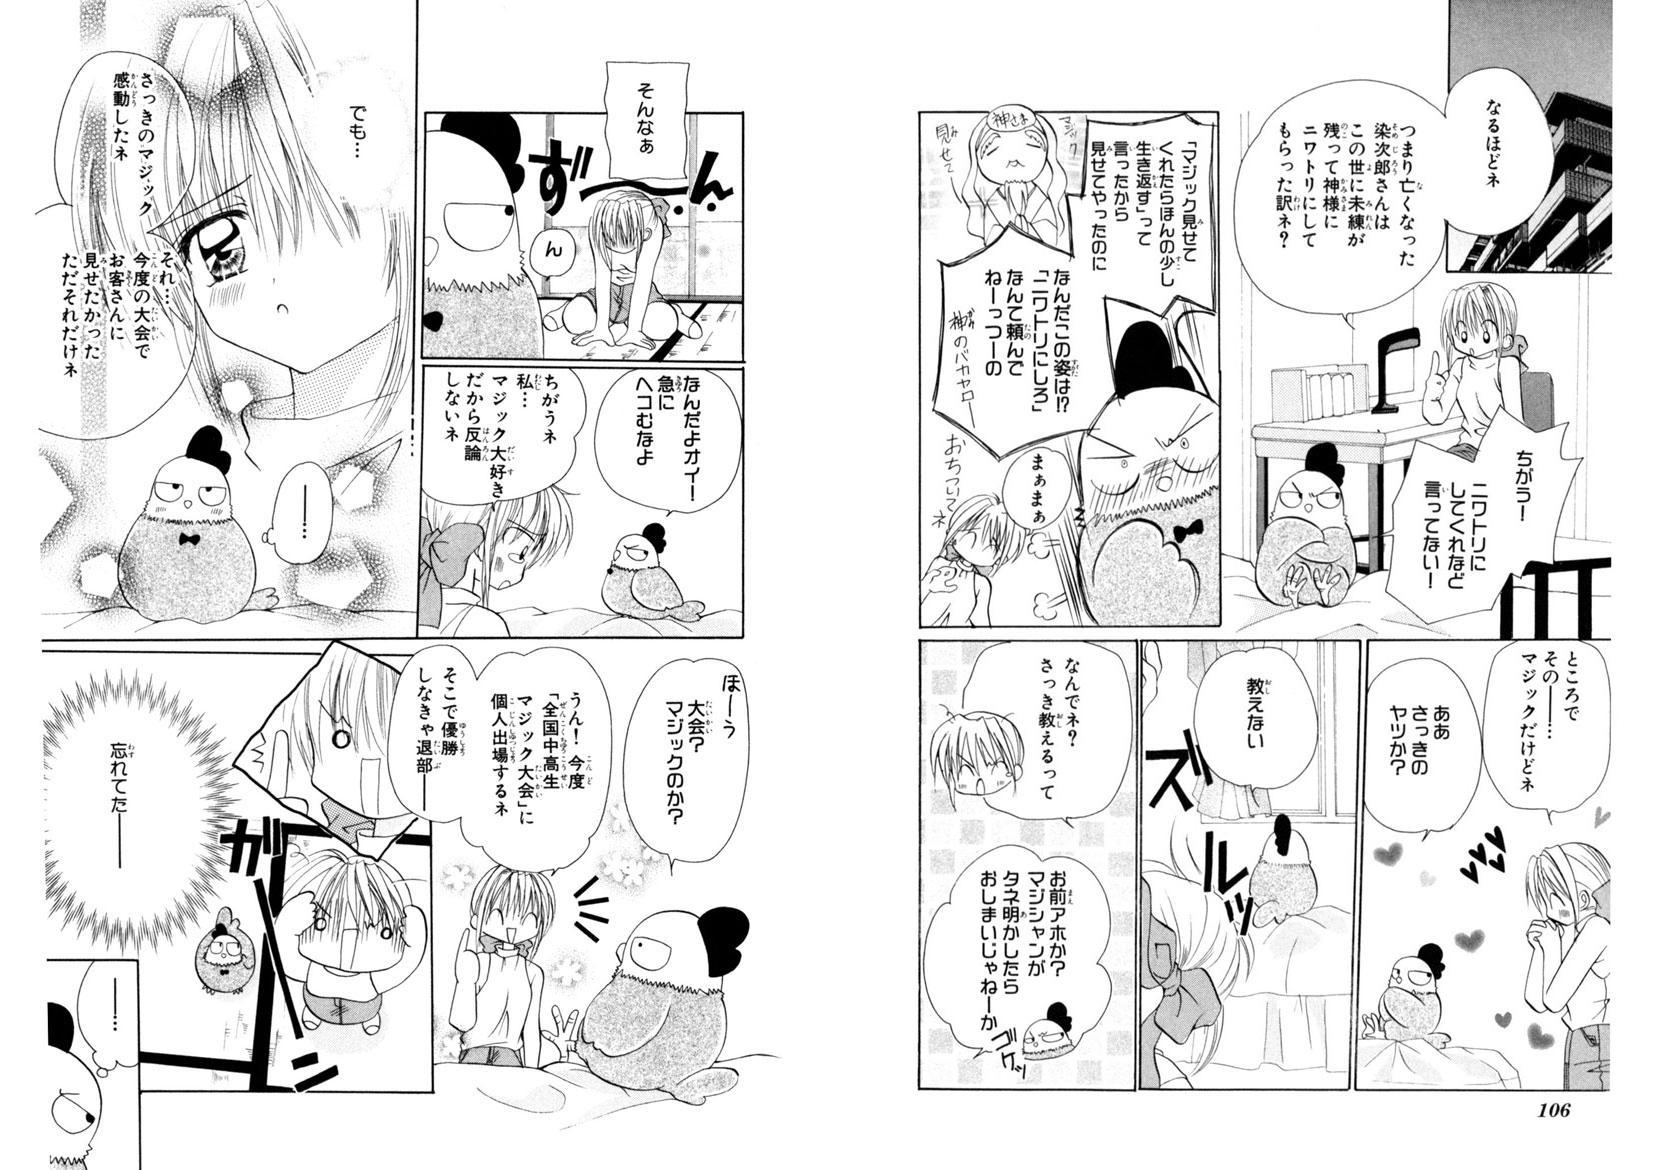 なるほどネ
つまり亡くなった
染次郎さんは
この世に未練が
残って神様に
ニワトリにして
もらった訳ネ?
ちがう!
ニワトリに
してくれなど
言ってない!
「マジック見せて
くれたらほんの少し
生き返す」って
言ったから
見せてやったのに
神さま
マジック
見せて〜
なんだこの姿は!?
「ニワトリにしろ」
なんて頼んで
ねーっつーの
神のバカヤロー
まぁまぁ
おちついてネ
ところで
その――…
マジックだけどネ
ああ
さっきの
ヤツか?
教えない
ズルッ
なんでネ?
さっき教えるって
お前アホか?
マジシャンが
タネ明かしたら
おしまいじゃねーか
ゴケッ
106
そんなぁ
ず〜〜ん
ん
なんだよオイ!
急に
ヘコむなよ
ちがうネ
私…
マジック大好き
だから反論
しないネ
でも…
さっきのマジック
感動したネ
それ…
今度の大会で
お客さんに
見せたかった
ただそれだけネ
……
――…
ほーう
大会?
マジックのか?
うん!今度
「全国中高生
マジック大会」に
個人出場するネ
そこで優勝
しなきゃ退部――
ガーン
忘れてた――
――…